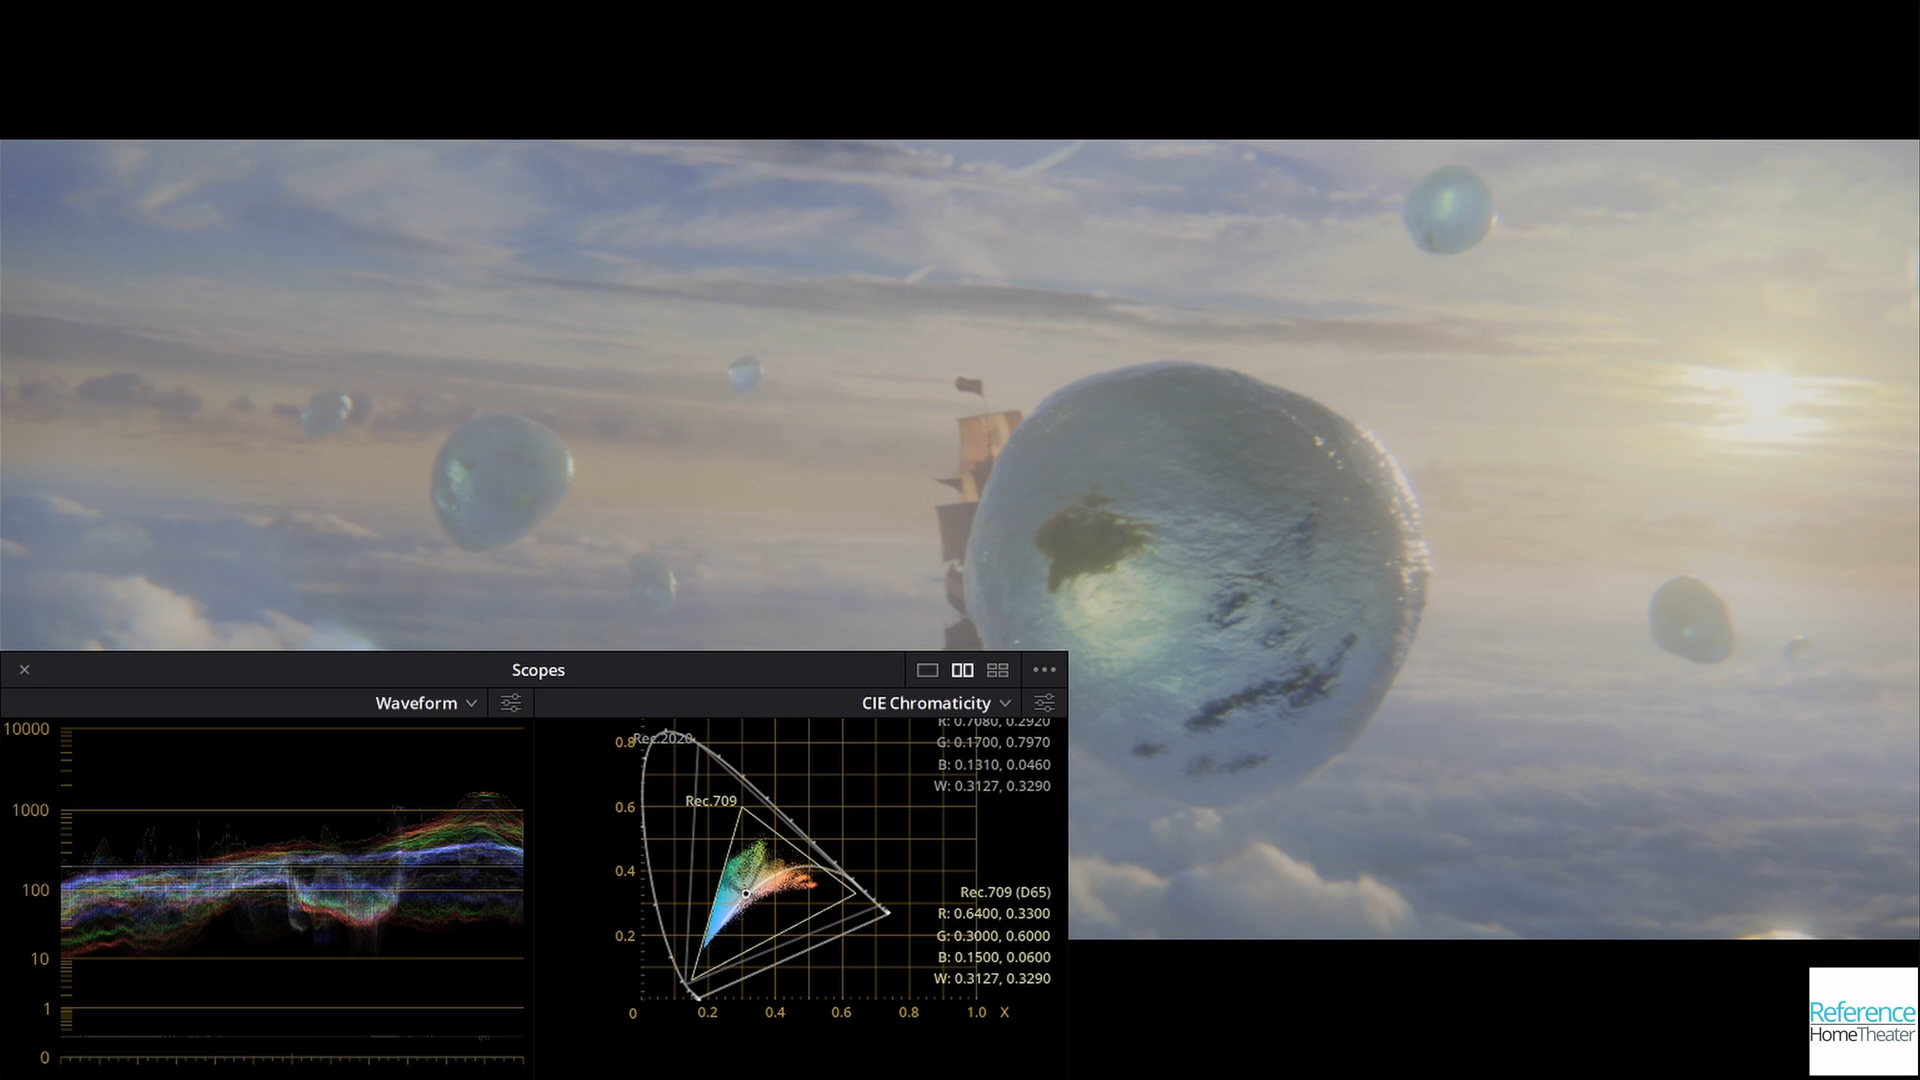 Scopes
Waveform
CIE Chromaticity
10000
1000
100
10
1
0
Rec.2020
0.8
0.6
0.4
0.2
Rec.709
R: 0.7080, 0.2920
G: 0.1700, 0.7970
B: 0.1310, 0.0460
W: 0.3127, 0.3290
Rec.709 (D65)
R: 0.6400, 0.3300
G: 0.3000, 0.6000
B: 0.1500, 0.0600
W: 0.3127, 0.3290
0 0.2 0.4 0.6 0.8 1.0 X
Reference
HomeTheater